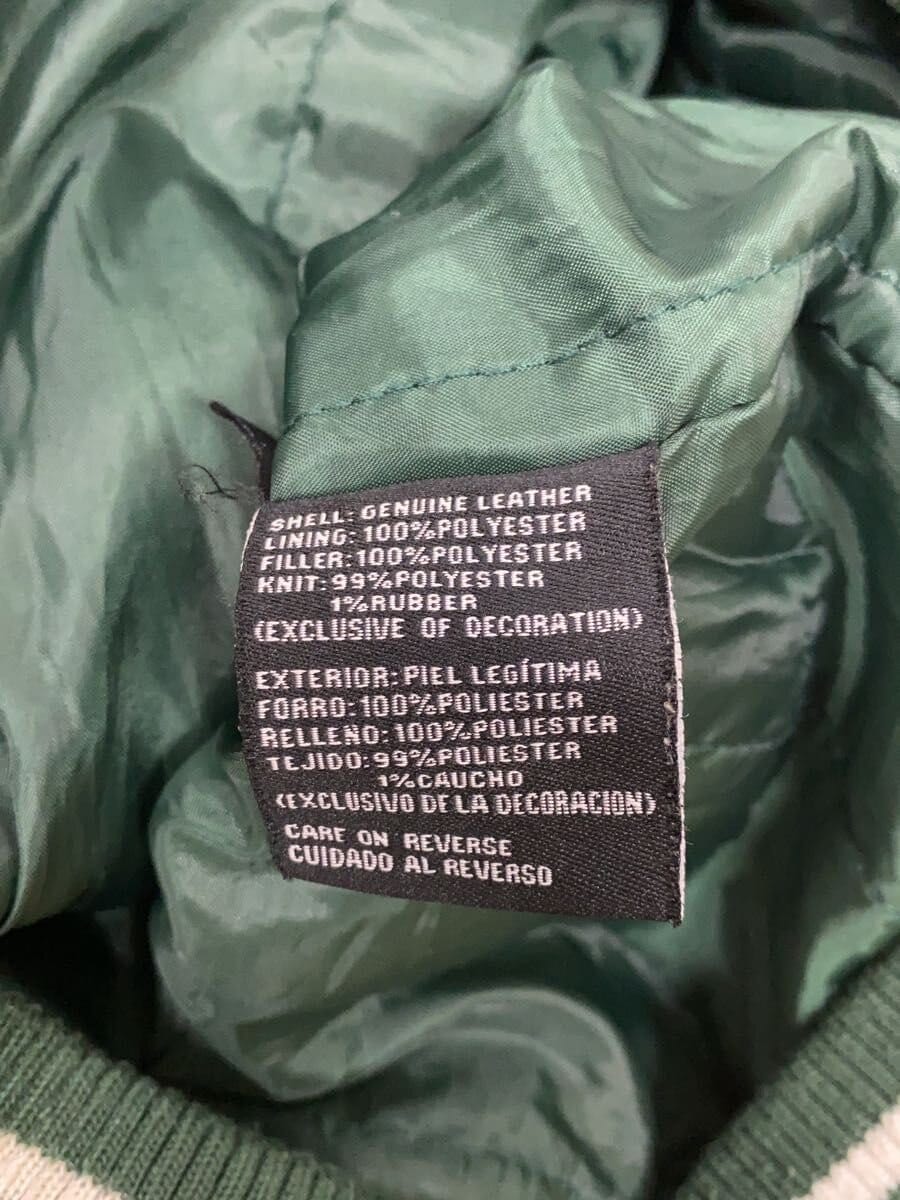 SHELL: GENUINE LEATHER
LINING: 100%POLYESTER
FILLER: 100%POLYESTER
KNIT: 99%POLYESTER
1%RUBBER
(EXCLUSIVE OF DECORATION)
EXTERIOR: PIEL LEGÍTIMA
FORRO: 100%POLIESTER
RELLENO: 100%POLIESTER
TEJIDO: 99%POLIESTER
1%CAUCHO
(EXCLUSIVO DE LA DECORACION)
CARE ON REVERSE
CUIDADO AL REVERSO